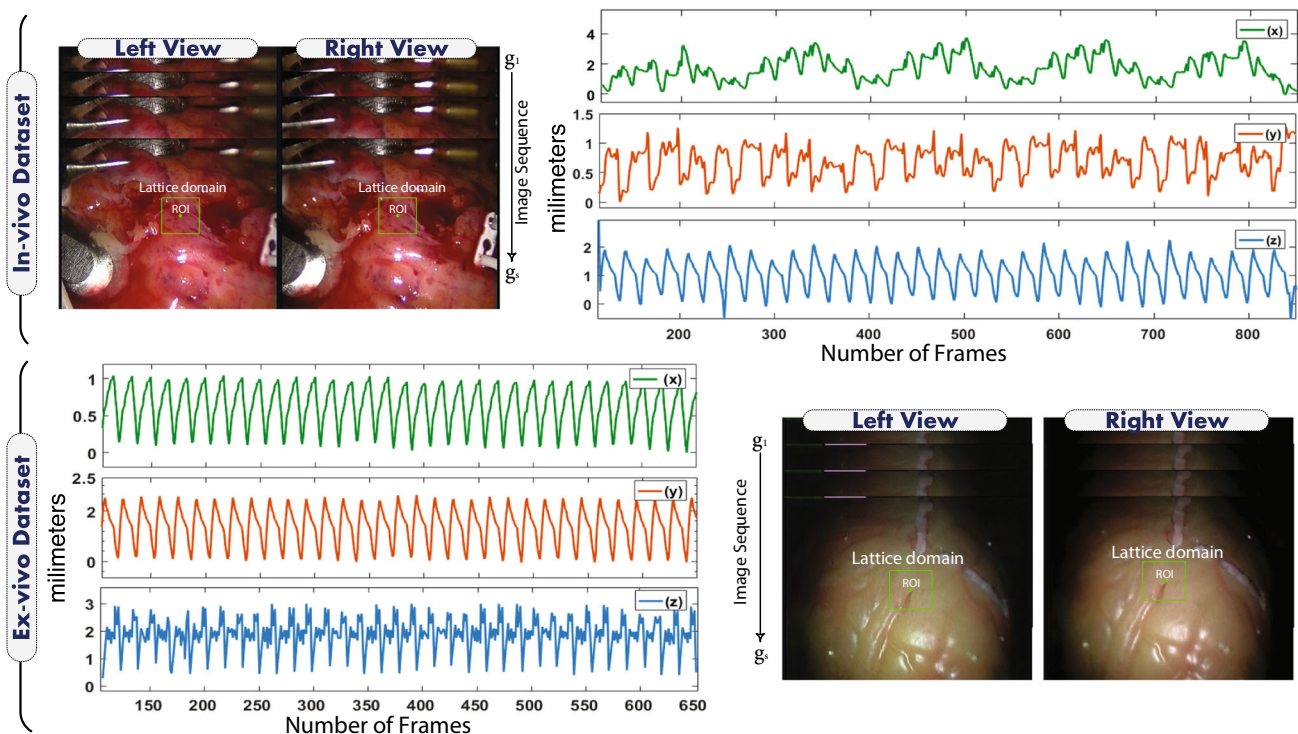 In-vivo Dataset
Left View
Right View
g1
Image Sequence
gs
Lattice domain
ROI
Lattice domain
ROI
milimeters
4
2
0
(x)
1.5
1
0.5
0
(y)
2
1
0
(z)
200 300 400 500 600 700 800
Number of Frames
Ex-vivo Dataset
milimeters
1
0.5
0
(x)
2.5
2
0
(y)
3
2
1
0
(z)
150 200 250 300 350 400 450 500 550 600 650
Number of Frames
Left View
Right View
g1
Image Sequence
gs
Lattice domain
ROI
Lattice domain
ROI